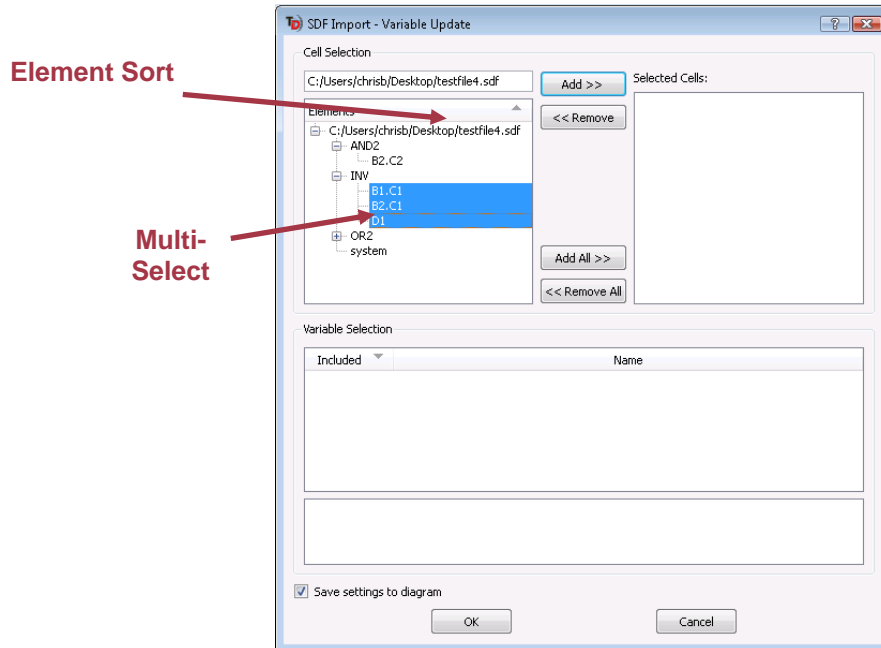 TD SDF Import - Variable Update
Cell Selection
Element Sort
C:/Users/chrisb/Desktop/testfile4.sdf
Add >>
Selected Cells:
Elements
<< Remove
C:/Users/chrisb/Desktop/testfile4.sdf
AND2
B2.C2
INV
B1.C1
B2.C1
D1
Multi-
Select
OR2
system
Add All >>
<< Remove All
Variable Selection
Included
Name
Save settings to diagram
OK
Cancel